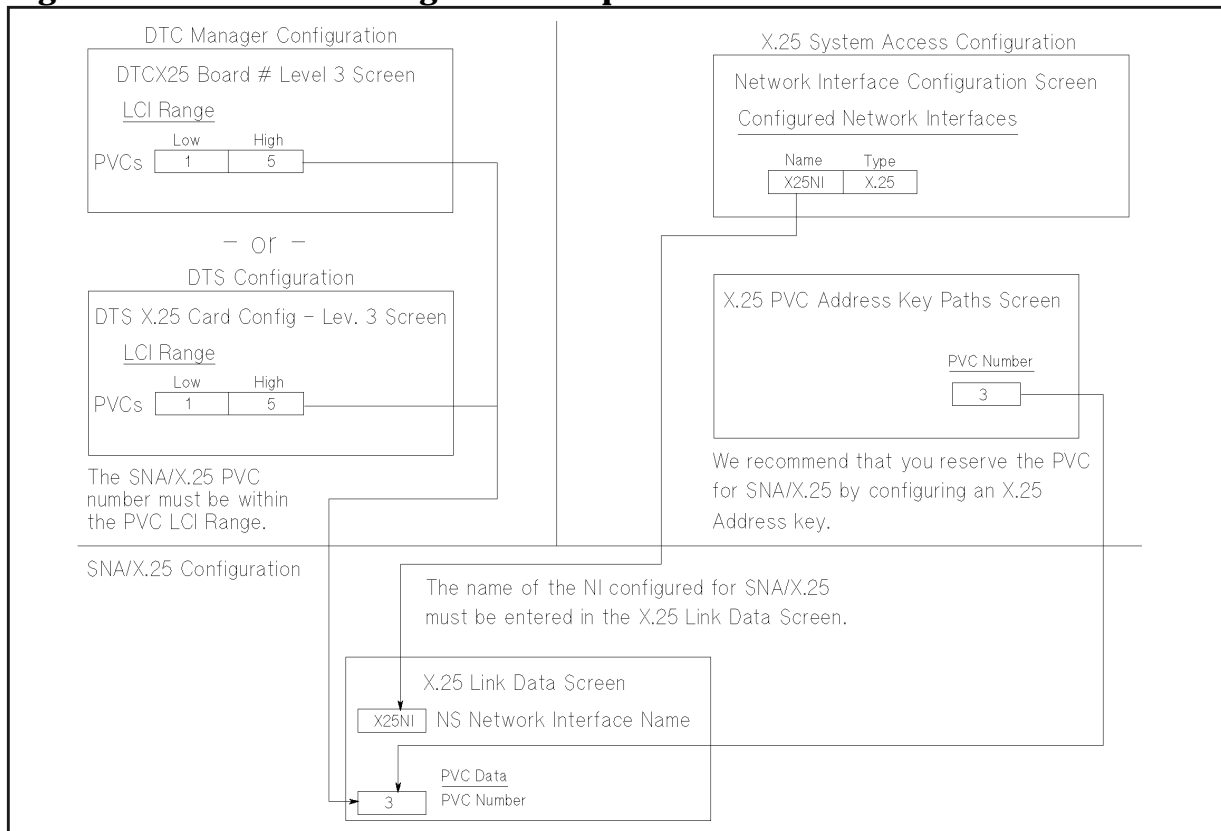 DTC Manager Configuration
DTCX25 Board # Level 3 Screen
LCI Range
Low High
PVCs 1 5
- or -
DTS Configuration
DTS X.25 Card Config - Lev. 3 Screen
LCI Range
Low High
PVCs 1 5
The SNA/X.25 PVC
number must be within
the PVC LCI Range.
X.25 System Access Configuration
Network Interface Configuration Screen
Configured Network Interfaces
Name Type
X25NI X.25
X.25 PVC Address Key Paths Screen
PVC Number
3
We recommend that you reserve the PVC
for SNA/X.25 by configuring an X.25
Address key.
SNA/X.25 Configuration
The name of the NI configured for SNA/X.25
must be entered in the X.25 Link Data Screen.
X.25 Link Data Screen
X25NI NS Network Interface Name
PVC Data
3 PVC Number